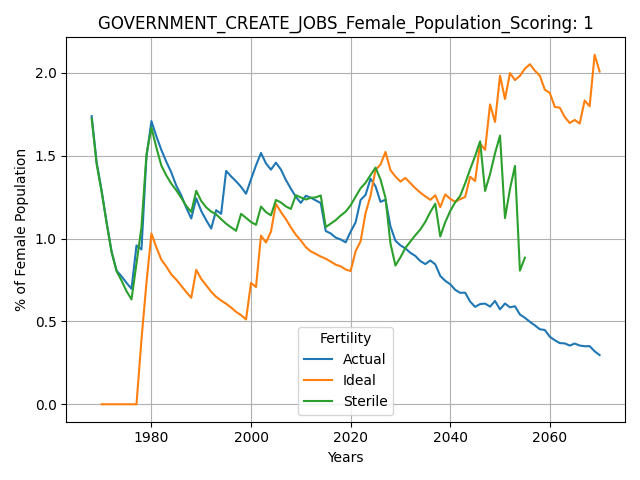 GOVERNMENT_CREATE_JOBS_Female_Population_Scoring: 1
% of Female Population
2.0
1.5
1.0
0.5
0.0
Fertility
Actual
Ideal
Sterile
1980
2000
2020
2040
2060
Years